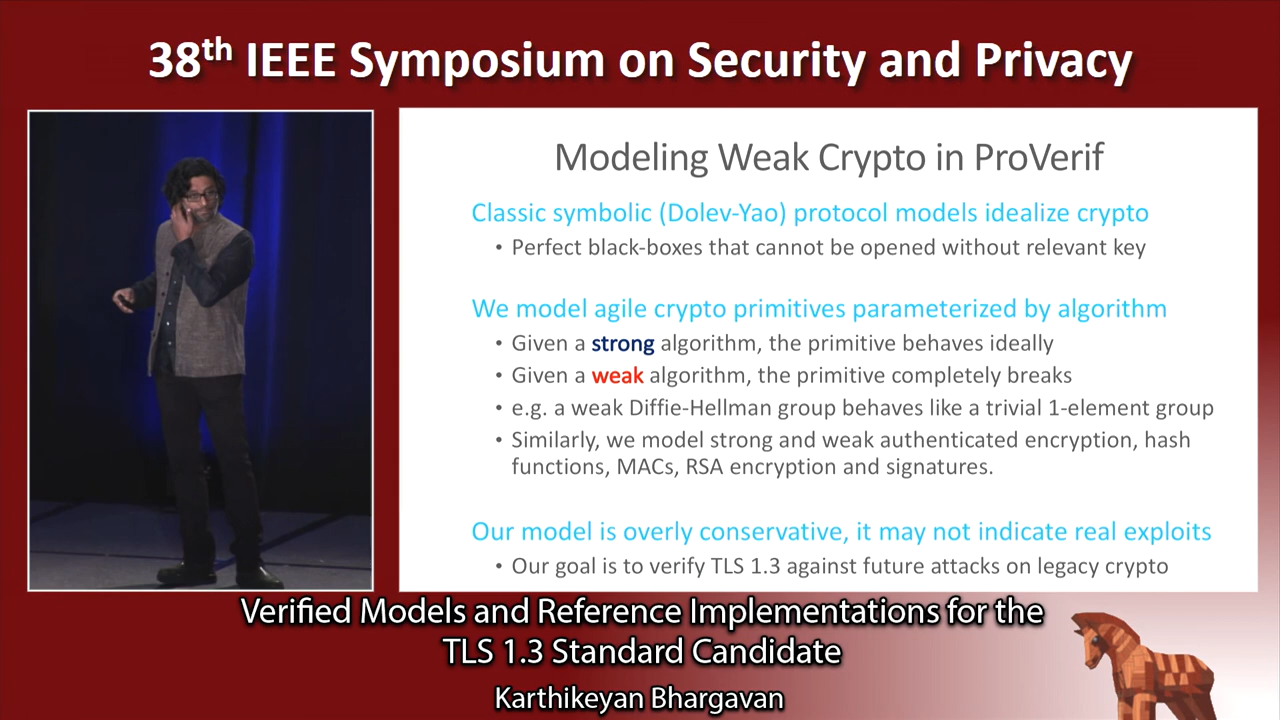 38th IEEE Symposium on Security and Privacy
Modeling Weak Crypto in ProVerif
Classic symbolic (Dolev-Yao) protocol models idealize crypto
• Perfect black-boxes that cannot be opened without relevant key
We model agile crypto primitives parameterized by algorithm
• Given a strong algorithm, the primitive behaves ideally
• Given a weak algorithm, the primitive completely breaks
• e.g. a weak Diffie-Hellman group behaves like a trivial 1-element group
• Similarly, we model strong and weak authenticated encryption, hash
functions, MACs, RSA encryption and signatures.
Our model is overly conservative, it may not indicate real exploits
• Our goal is to verify TLS 1.3 against future attacks on legacy crypto
Verified Models and Reference Implementations for the
TLS 1.3 Standard Candidate
Karthikeyan Bhargavan